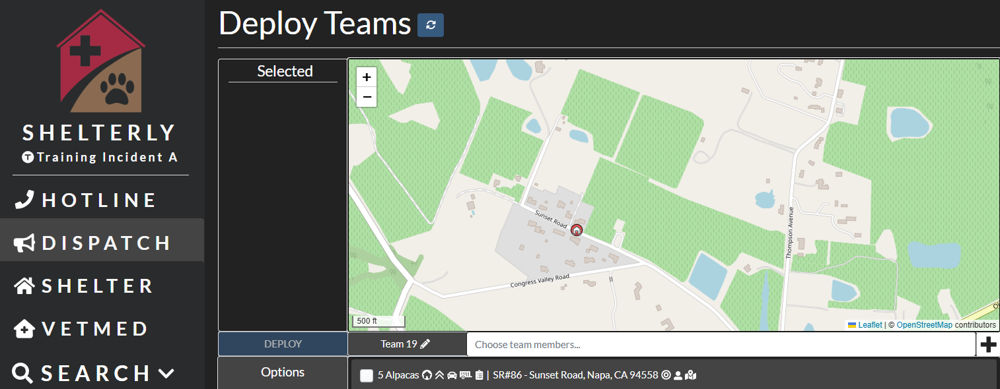 SHELTERLY
T Training Incident A
HOTLINE
DISPATCH
SHELTER
VETMED
SEARCH
Deploy Teams
Selected
+
−
Sunset Road
Thompson Avenue
Congress Valley Road
500 ft
Leaflet | © OpenStreetMap contributors
DEPLOY
Team 19
Choose team members...
Options
5 Alpacas | SR#86 - Sunset Road, Napa, CA 94558